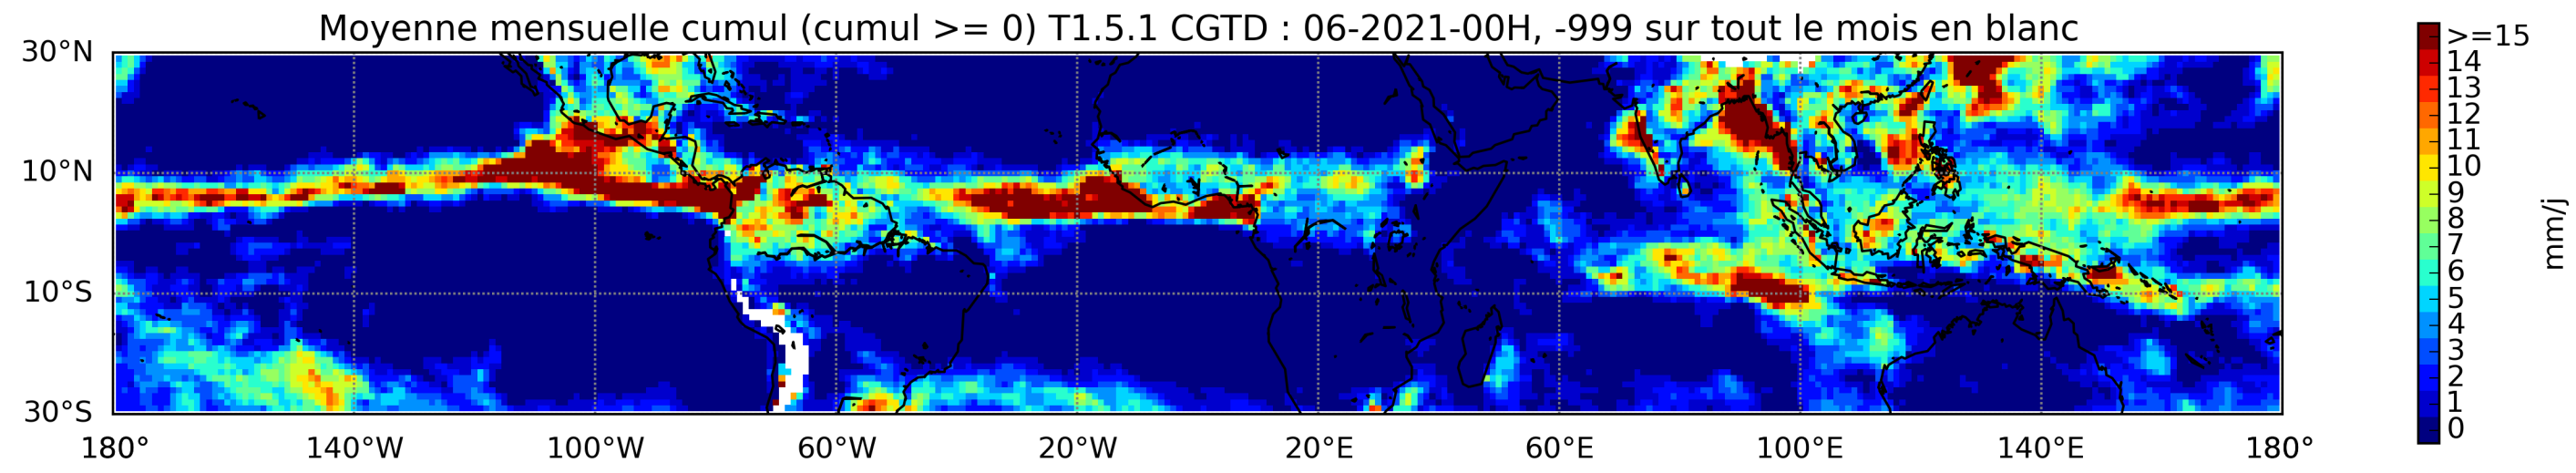 Moyenne mensuelle cumul (cumul >= 0) T1.5.1 CGTD : 06-2021-00H, -999 sur tout le mois en blanc
30°N
10°N
10°S
30°S
180° 140°W 100°W 60°W 20°W 20°E 60°E 100°E 140°E 180°
>=15
14
13
12
11
10
9
8
7
6
5
4
3
2
1
0
mm/j